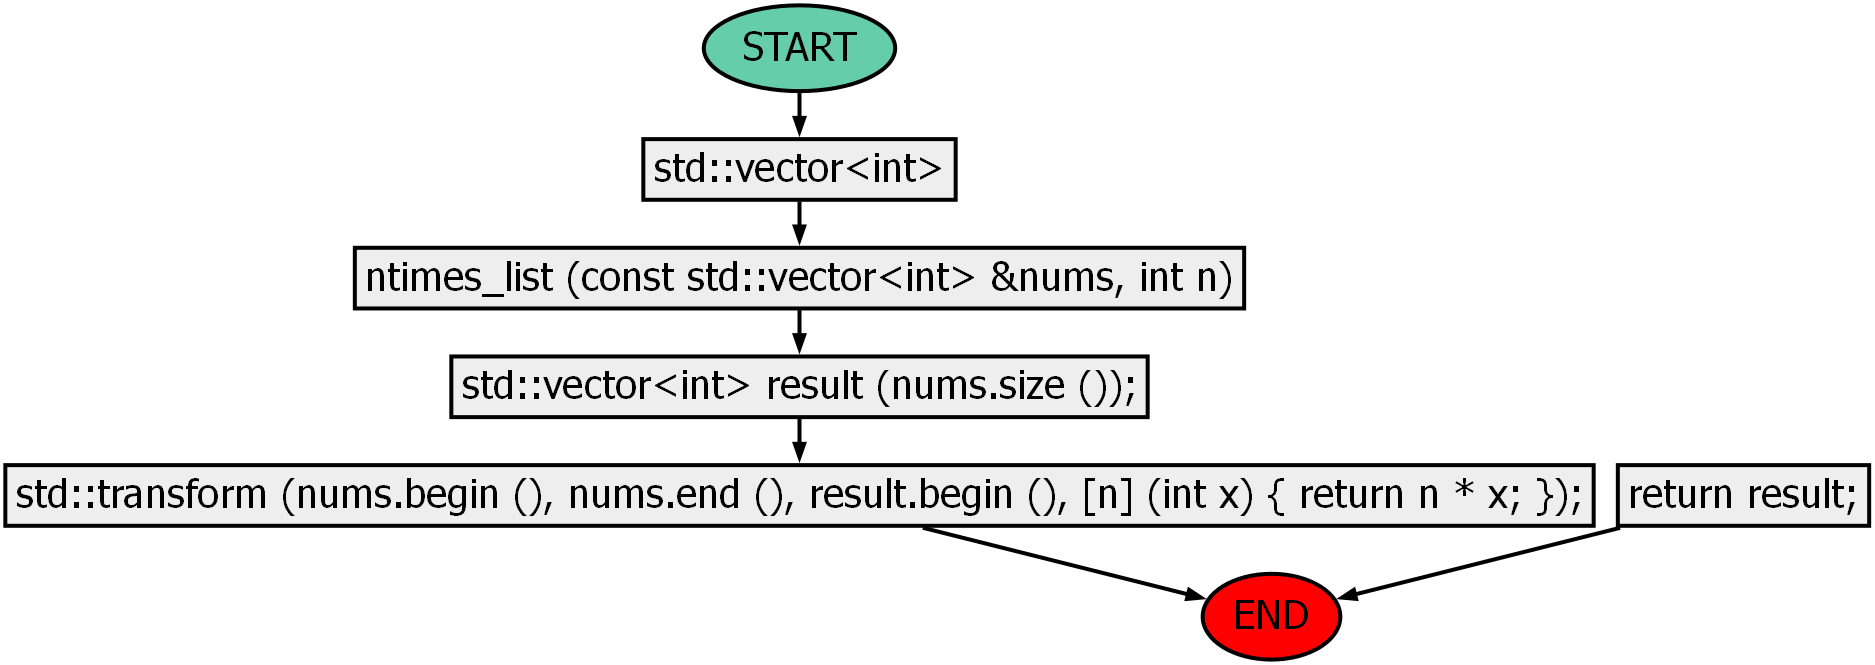 START
std::vector<int>
ntimes_list (const std::vector<int> &nums, int n)
std::vector<int> result (nums.size ());
std::transform (nums.begin (), nums.end (), result.begin (), [n] (int x) { return n * x; });
return result;
END